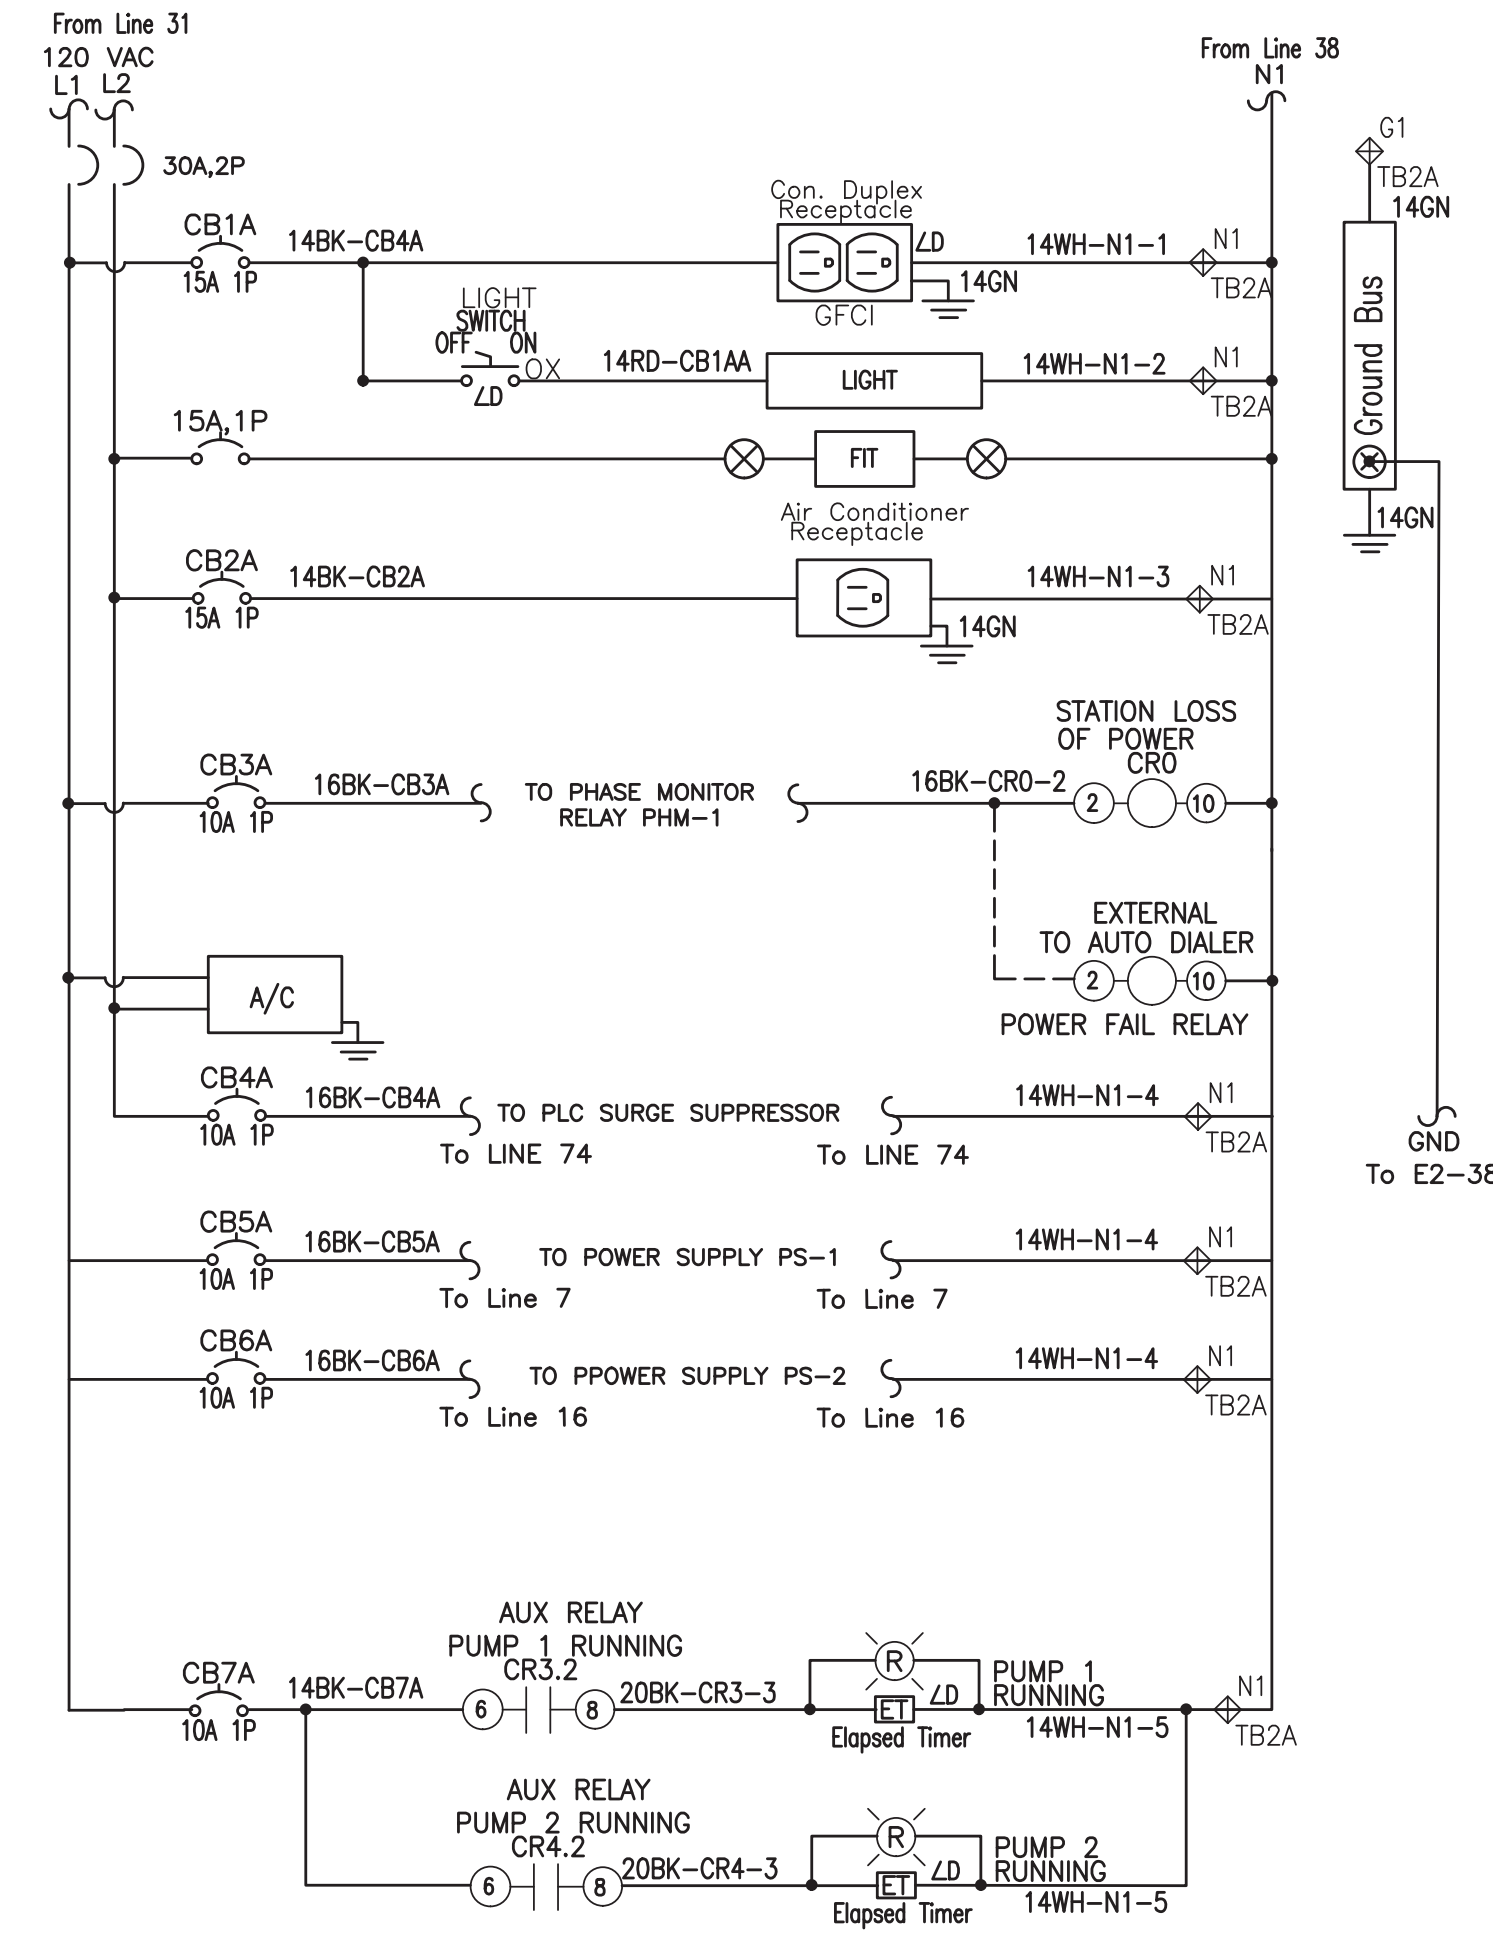 From Line 31
120 VAC
L1 L2
From Line 38
N1
30A,2P
G1
TB2A
14GN
Con. Duplex
Receptacle
CB1A
14BK-CB4A
∠D
14WH-N1-1
N1
15A 1P
14GN
TB2A
GFCI
LIGHT
SWITCH
OFF ON
OX
14RD-CB1AA
LIGHT
14WH-N1-2
N1
∠D
TB2A
Ground Bus
15A,1P
FIT
14GN
Air Conditioner
Receptacle
CB2A
14BK-CB2A
14WH-N1-3
N1
15A 1P
14GN
TB2A
STATION LOSS
OF POWER
CR0
CB3A
16BK-CB3A
TO PHASE MONITOR
RELAY PHM-1
16BK-CR0-2
2
10
10A 1P
EXTERNAL
TO AUTO DIALER
2
10
POWER FAIL RELAY
A/C
CB4A
16BK-CB4A
TO PLC SURGE SUPPRESSOR
14WH-N1-4
N1
10A 1P
To LINE 74
To LINE 74
TB2A
GND
To E2-38
CB5A
16BK-CB5A
TO POWER SUPPLY PS-1
14WH-N1-4
N1
10A 1P
To Line 7
To Line 7
TB2A
CB6A
16BK-CB6A
TO PPOWER SUPPLY PS-2
14WH-N1-4
N1
10A 1P
To Line 16
To Line 16
TB2A
AUX RELAY
PUMP 1 RUNNING
CR3.2
CB7A
14BK-CB7A
6
8
20BK-CR3-3
R
ET
∠D
PUMP 1
RUNNING
N1
10A 1P
Elapsed Timer
14WH-N1-5
TB2A
AUX RELAY
PUMP 2 RUNNING
CR4.2
6
8
20BK-CR4-3
R
ET
∠D
PUMP 2
RUNNING
Elapsed Timer
14WH-N1-5